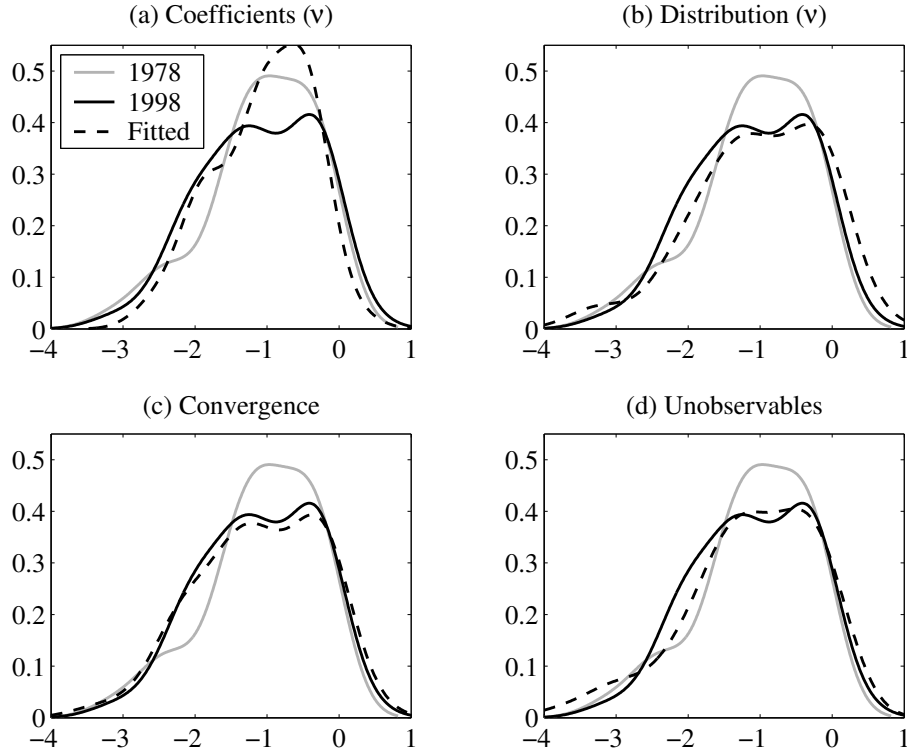 (a) Coefficients (ν)
0.5
0.4
0.3
0.2
0.1
0
−4 −3 −2 −1 0 1
1978
1998
Fitted
(b) Distribution (ν)
0.5
0.4
0.3
0.2
0.1
0
−4 −3 −2 −1 0 1
(c) Convergence
0.5
0.4
0.3
0.2
0.1
0
−4 −3 −2 −1 0 1
(d) Unobservables
0.5
0.4
0.3
0.2
0.1
0
−4 −3 −2 −1 0 1